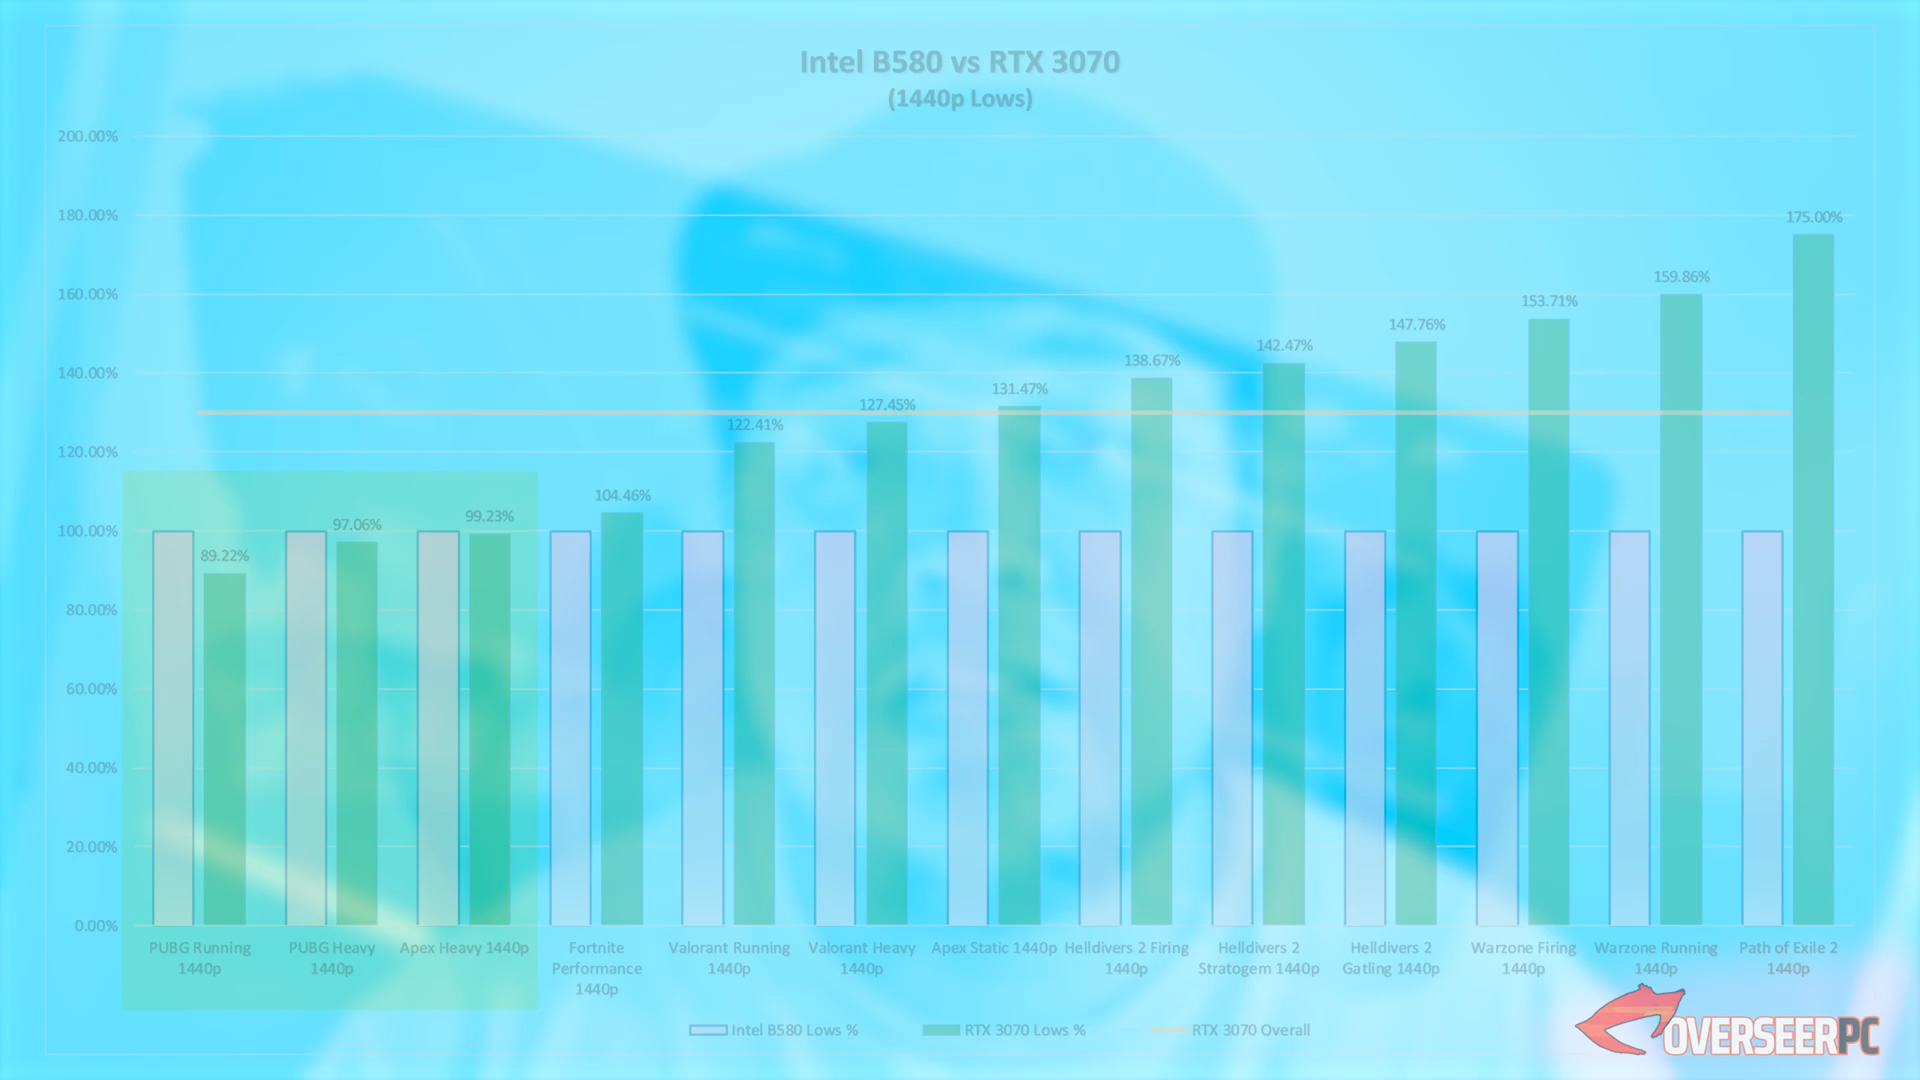 Intel B580 vs RTX 3070
(1440p Lows)
200.00%
180.00%
160.00%
140.00%
120.00%
100.00%
80.00%
60.00%
40.00%
20.00%
0.00%
89.22%
97.06%
99.23%
104.46%
122.41%
127.45%
131.47%
138.67%
142.47%
147.76%
153.71%
159.86%
175.00%
PUBG Running
1440p
PUBG Heavy
1440p
Apex Heavy 1440p
Fortnite
Performance
1440p
Valorant Running
1440p
Valorant Heavy
1440p
Apex Static 1440p
Helldivers 2 Firing
1440p
Helldivers 2
Stratogem 1440p
Helldivers 2
Gatling 1440p
Warzone Firing
1440p
Warzone Running
1440p
Path of Exile 2
1440p
Intel B580 Lows %
RTX 3070 Lows %
RTX 3070 Overall
OVERSEERPC